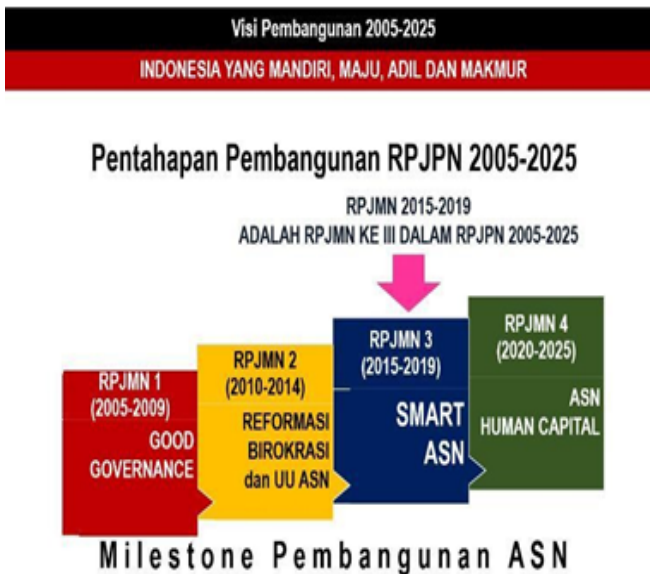 Visi Pembangunan 2005-2025
INDONESIA YANG MANDIRI, MAJU, ADIL DAN MAKMUR
Pentahapan Pembangunan RPJPN 2005-2025
RPJMN 2015-2019
ADALAH RPJMN KE III DALAM RPJPN 2005-2025
RPJMN 1
(2005-2009)
GOOD
GOVERNANCE
RPJMN 2
(2010-2014)
REFORMASI
BIROKRASI
dan UU ASN
RPJMN 3
(2015-2019)
SMART
ASN
RPJMN 4
(2020-2025)
ASN
HUMAN CAPITAL
Milestone Pembangunan ASN